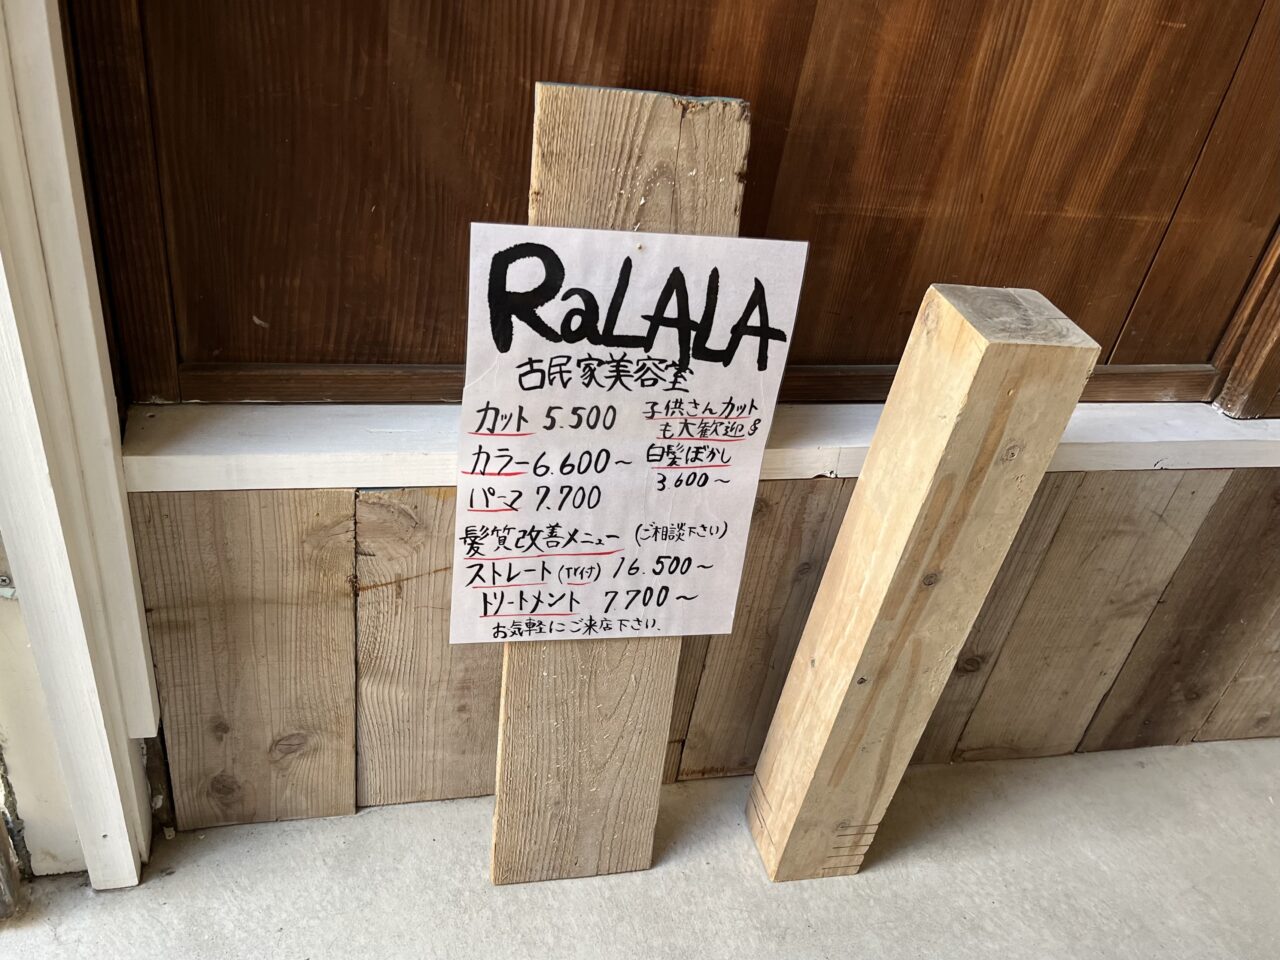 RaLALA
古民家美容室
カット 5.500
カラー 6.600~
パーマ 7.700
子供さんカット
も大歓迎
白髪ぼかし
3.600~
髪質改善メニュー (ご相談下さい)
ストレート 16.500~
トリートメント 7.700~
お気軽にご来店下さい.